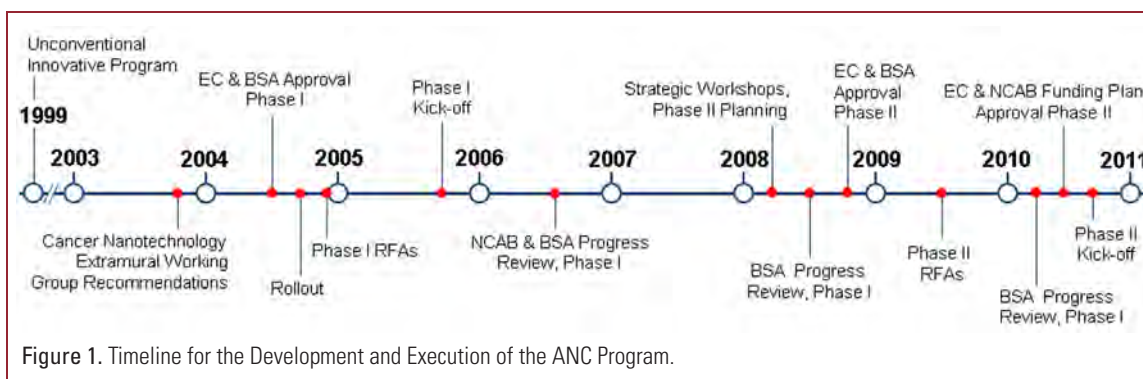 Unconventional
Innovative Program
1999
2003
Cancer Nanotechnology
Extramural Working
Group Recommendations
2004
EC & BSA Approval
Phase I
Rollout
Phase I RFAs
2005
Phase I
Kick-off
2006
NCAB & BSA Progress
Review, Phase I
2007
2008
Strategic Workshops,
Phase II Planning
BSA Progress
Review, Phase I
EC & BSA
Approval
Phase II
2009
Phase II
RFAs
2010
BSA Progress
Review, Phase I
EC & NCAB Funding Plan
Approval Phase II
Phase II
Kick-off
2011
Figure 1. Timeline for the Development and Execution of the ANC Program.